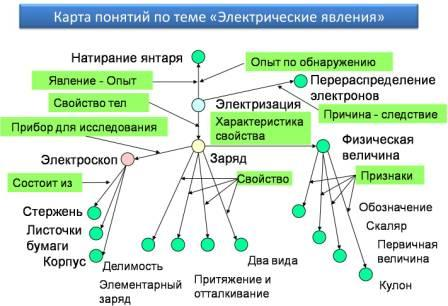 Карта понятий по теме «Электрические явления»
Натирание янтаря
Опыт по обнаружению
Явление - Опыт
Перераспределение
электронов
Свойство тел
Электризация
Причина - следствие
Прибор для исследования
Характеристика
свойства
Физическая
величина
Электроскоп
Заряд
Состоит из
Свойство
Признаки
Стержень
Листочки
бумаги
Корпус
Делимость
Элементарный
заряд
Притяжение и
отталкивание
Два вида
Обозначение
Скаляр
Первичная
величина
Кулон